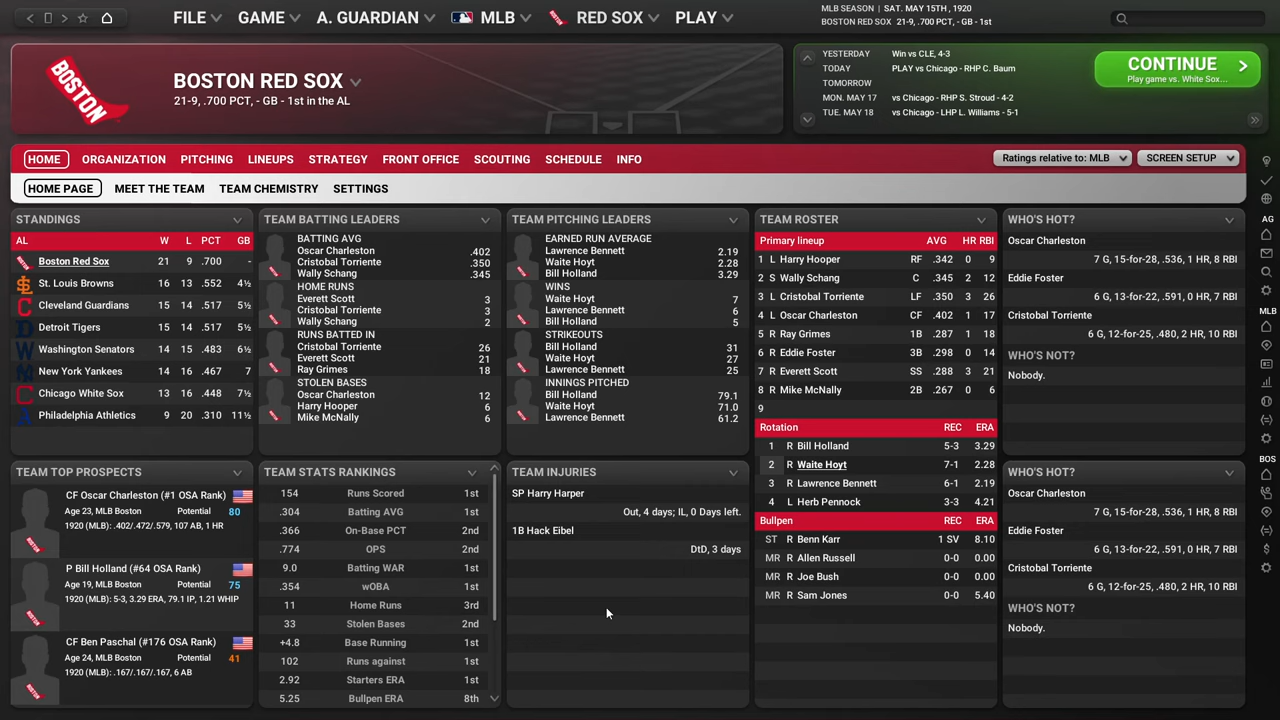 FILE GAME A. GUARDIAN MLB RED SOX PLAY
MLB SEASON | SAT. MAY 15TH, 1920
BOSTON RED SOX 21-9, .700 PCT, - GB - 1st
BOSTON
BOSTON RED SOX
21-9, .700 PCT, - GB - 1st in the AL
YESTERDAY Win vs CLE, 4-3
TODAY PLAY vs Chicago - RHP C. Baum
TOMORROW
MON. MAY 17 vs Chicago - RHP S. Stroud - 4-2
TUE. MAY 18 vs Chicago - LHP L. Williams - 5-1
CONTINUE
Play game vs. White Sox...
HOME ORGANIZATION PITCHING LINEUPS STRATEGY FRONT OFFICE SCOUTING SCHEDULE INFO
Ratings relative to: MLB SCREEN SETUP
HOME PAGE MEET THE TEAM TEAM CHEMISTRY SETTINGS
STANDINGS
AL W L PCT GB
Boston Red Sox 21 9 .700 -
St. Louis Browns 16 13 .552 4½
Cleveland Guardians 15 14 .517 5½
Detroit Tigers 15 14 .517 5½
Washington Senators 14 15 .483 6½
New York Yankees 14 16 .467 7
Chicago White Sox 13 16 .448 7½
Philadelphia Athletics 9 20 .310 11½
TEAM BATTING LEADERS
BATTING AVG
Oscar Charleston .402
Cristobal Torriente .350
Wally Schang .345
HOME RUNS
Everett Scott 3
Cristobal Torriente 3
Wally Schang 2
RUNS BATTED IN
Cristobal Torriente 26
Everett Scott 21
Ray Grimes 18
STOLEN BASES
Oscar Charleston 12
Harry Hooper 6
Mike McNally 6
TEAM PITCHING LEADERS
EARNED RUN AVERAGE
Lawrence Bennett 2.19
Waite Hoyt 2.28
Bill Holland 3.29
WINS
Waite Hoyt 7
Lawrence Bennett 6
Bill Holland 5
STRIKEOUTS
Bill Holland 31
Waite Hoyt 27
Lawrence Bennett 25
INNINGS PITCHED
Bill Holland 79.1
Waite Hoyt 71.0
Lawrence Bennett 61.2
TEAM ROSTER
Primary lineup AVG HR RBI
1 L Harry Hooper RF .342 0 9
2 S Wally Schang C .345 2 12
3 L Cristobal Torriente LF .350 3 26
4 L Oscar Charleston CF .402 1 17
5 R Ray Grimes 1B .287 1 18
6 R Eddie Foster 3B .298 0 14
7 R Everett Scott SS .288 3 21
8 R Mike McNally 2B .267 0 6
9
Rotation REC ERA
1 R Bill Holland 5-3 3.29
2 R Waite Hoyt 7-1 2.28
3 R Lawrence Bennett 6-1 2.19
4 L Herb Pennock 3-3 4.21
Bullpen REC ERA
ST R Benn Karr 1 SV 8.10
MR R Allen Russell 0-0 0.00
MR R Joe Bush 0-0 0.00
MR R Sam Jones 0-0 5.40
WHO'S HOT?
Oscar Charleston
7 G, 15-for-28, .536, 1 HR, 8 RBI
Eddie Foster
6 G, 13-for-22, .591, 0 HR, 7 RBI
Cristobal Torriente
6 G, 12-for-25, .480, 2 HR, 10 RBI
WHO'S NOT?
Nobody.
TEAM TOP PROSPECTS
CF Oscar Charleston (#1 OSA Rank)
Age 23, MLB Boston Potential 80
1920 (MLB): .402/.472/.579, 107 AB, 1 HR
P Bill Holland (#64 OSA Rank)
Age 19, MLB Boston Potential 75
1920 (MLB): 5-3, 3.29 ERA, 79.1 IP, 1.21 WHIP
CF Ben Paschal (#176 OSA Rank)
Age 24, MLB Boston Potential 41
1920 (MLB): .167/.167/.167, 6 AB
TEAM STATS RANKINGS
154 Runs Scored 1st
.304 Batting AVG 1st
.366 On-Base PCT 2nd
.774 OPS 2nd
9.0 Batting WAR 1st
.354 wOBA 1st
11 Home Runs 3rd
33 Stolen Bases 2nd
+4.8 Base Running 1st
102 Runs against 1st
2.92 Starters ERA 1st
5.25 Bullpen ERA 8th
TEAM INJURIES
SP Harry Harper
Out, 4 days; IL, 0 Days left.
1B Hack Eibel
DtD, 3 days
WHO'S HOT?
Oscar Charleston
7 G, 15-for-28, .536, 1 HR, 8 RBI
Eddie Foster
6 G, 13-for-22, .591, 0 HR, 7 RBI
Cristobal Torriente
6 G, 12-for-25, .480, 2 HR, 10 RBI
WHO'S NOT?
Nobody.
AG
MLB
BOS